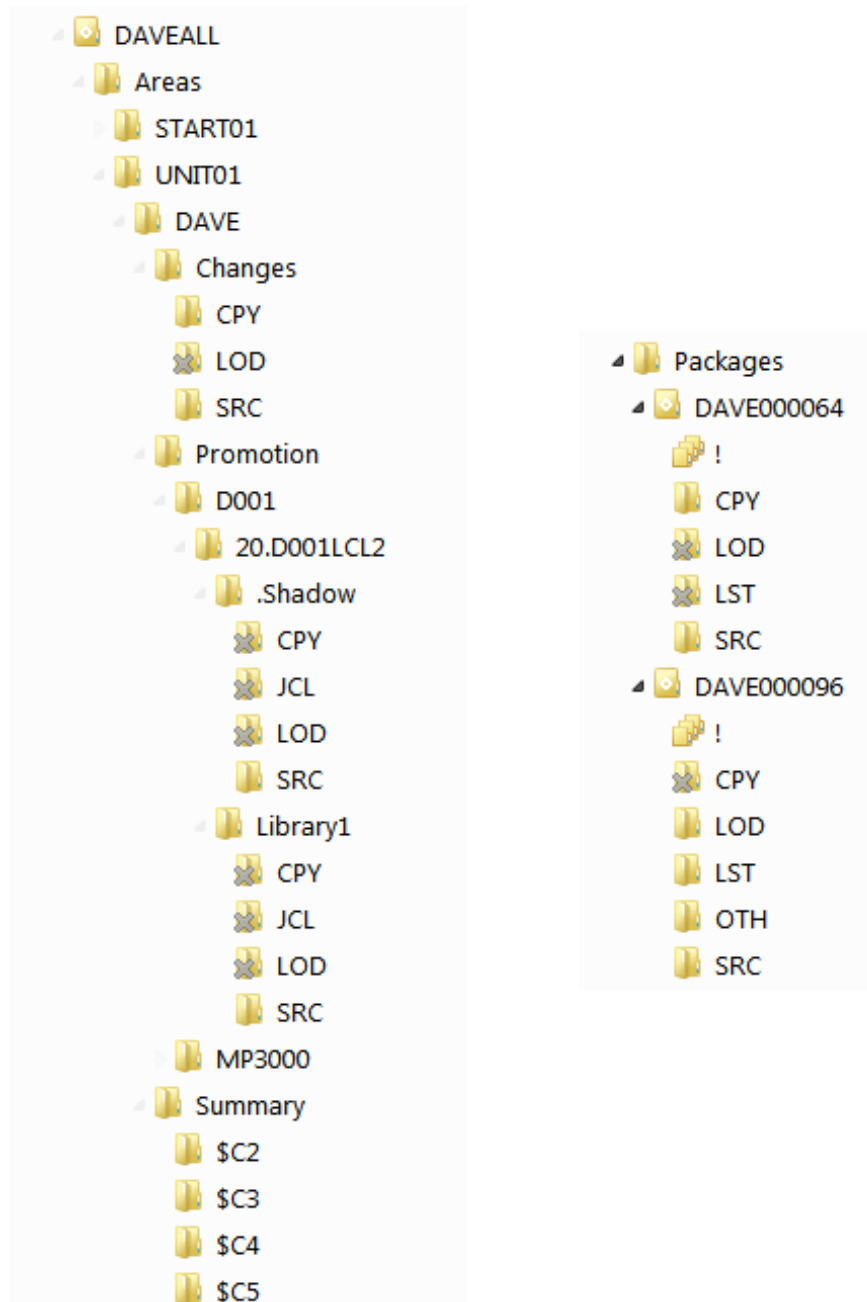 DAVEALL
Areas
START01
UNIT01
DAVE
Changes
CPY
LOD
SRC
Promotion
D001
20.D001LCL2
.Shadow
CPY
JCL
LOD
SRC
Library1
CPY
JCL
LOD
SRC
MP3000
Summary
$C2
$C3
$C4
$C5
Packages
DAVE000064
!
CPY
LOD
LST
SRC
DAVE000096
!
CPY
LOD
LST
OTH
SRC